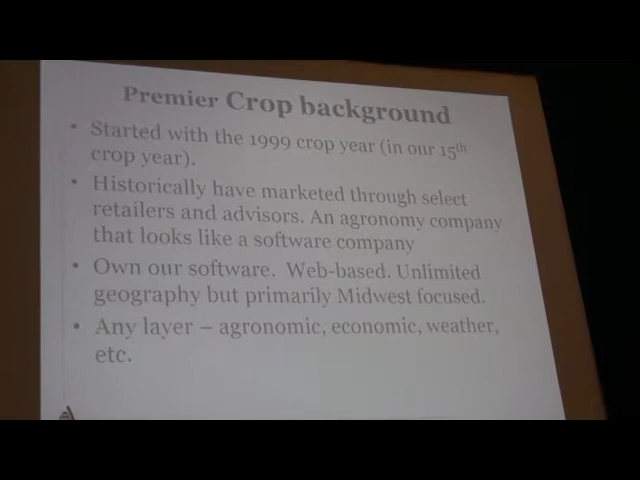 Premier Crop background
• Started with the 1999 crop year (in our 15th
crop year).
• Historically have marketed through select
retailers and advisors. An agronomy company
that looks like a software company
• Own our software. Web-based. Unlimited
geography but primarily Midwest focused.
• Any layer – agronomic, economic, weather,
etc.